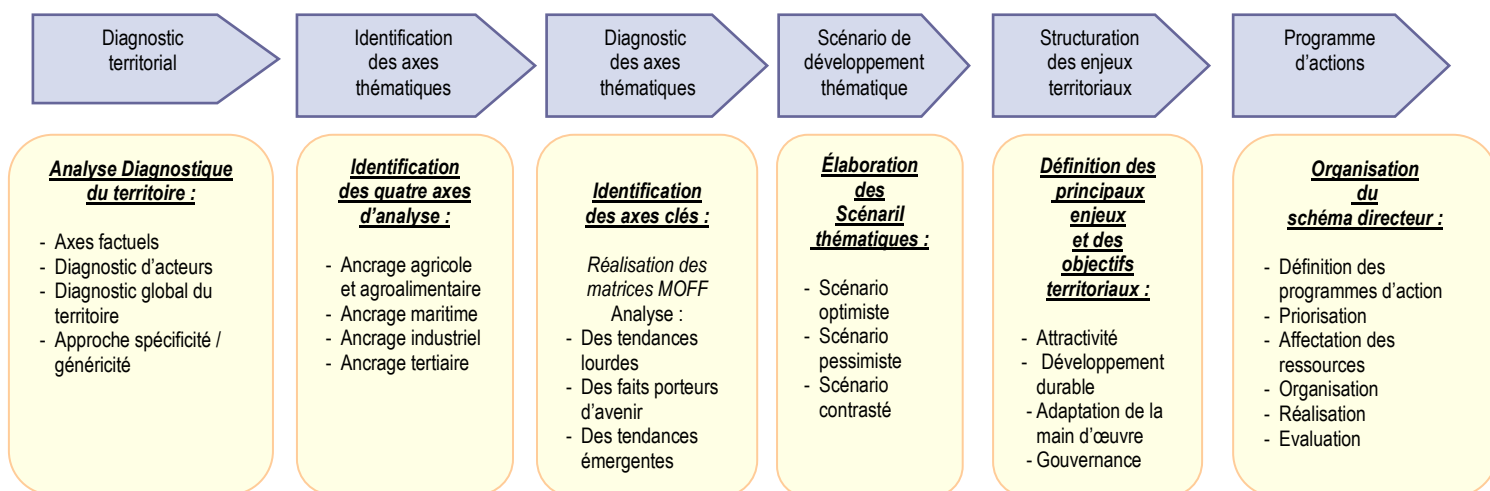 Diagnostic
territorial
Identification
des axes
thématiques
Diagnostic
des axes
thématiques
Scénario de
développement
thématique
Structuration
des enjeux
territoriaux
Programme
d'actions
Analyse Diagnostique
du territoire :
- Axes factuels
- Diagnostic d'acteurs
- Diagnostic global du
territoire
- Approche spécificité /
généricité
Identification
des quatre axes
d'analyse :
- Ancrage agricole
et agroalimentaire
- Ancrage maritime
- Ancrage industriel
- Ancrage tertiaire
Identification
des axes clés :
Réalisation des
matrices MOFF
Analyse :
- Des tendances
lourdes
- Des faits porteurs
d'avenir
- Des tendances
émergentes
Élaboration
des
Scénaril
thématiques :
- Scénario
optimiste
- Scénario
pessimiste
- Scénario
contrasté
Définition des
principaux
enjeux
et des
objectifs
territoriaux :
- Attractivité
- Développement
durable
- Adaptation de la
main d'œuvre
- Gouvernance
Organisation
du
schéma directeur :
- Définition des
programmes d'action
- Priorisation
- Affectation des
ressources
- Organisation
- Réalisation
- Evaluation